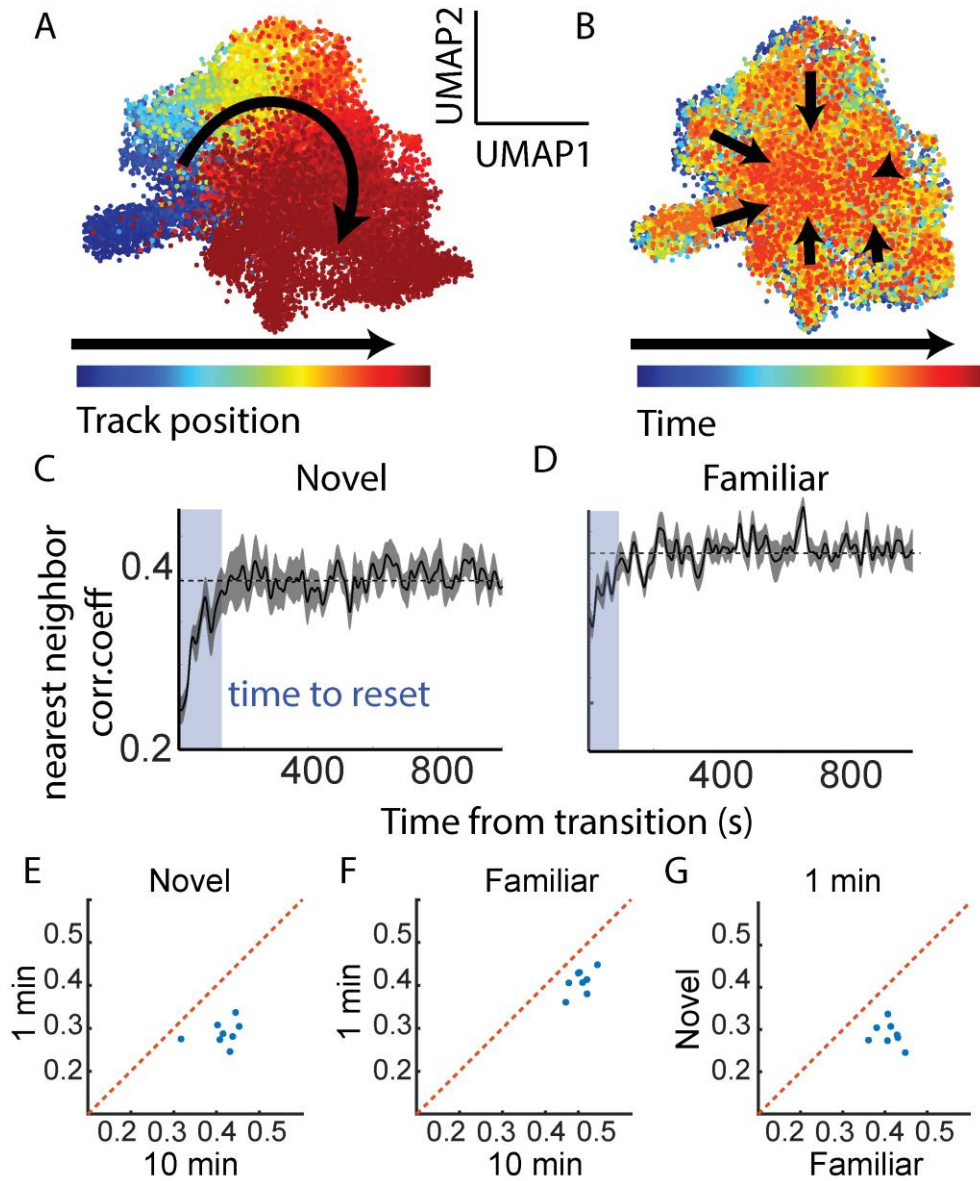 A
UMAP2
UMAP1
B
Track position
Time
C
Novel
D
Familiar
nearest neighbor
corr.coeff
0.4
0.2
time to reset
400
800
400
800
Time from transition (s)
E
Novel
F
Familiar
G
1 min
1 min
0.5
0.4
0.3
0.2
0.2 0.3 0.4 0.5
10 min
1 min
0.5
0.4
0.3
0.2
0.2 0.3 0.4 0.5
10 min
Novel
0.5
0.4
0.3
0.2
0.2 0.3 0.4 0.5
Familiar